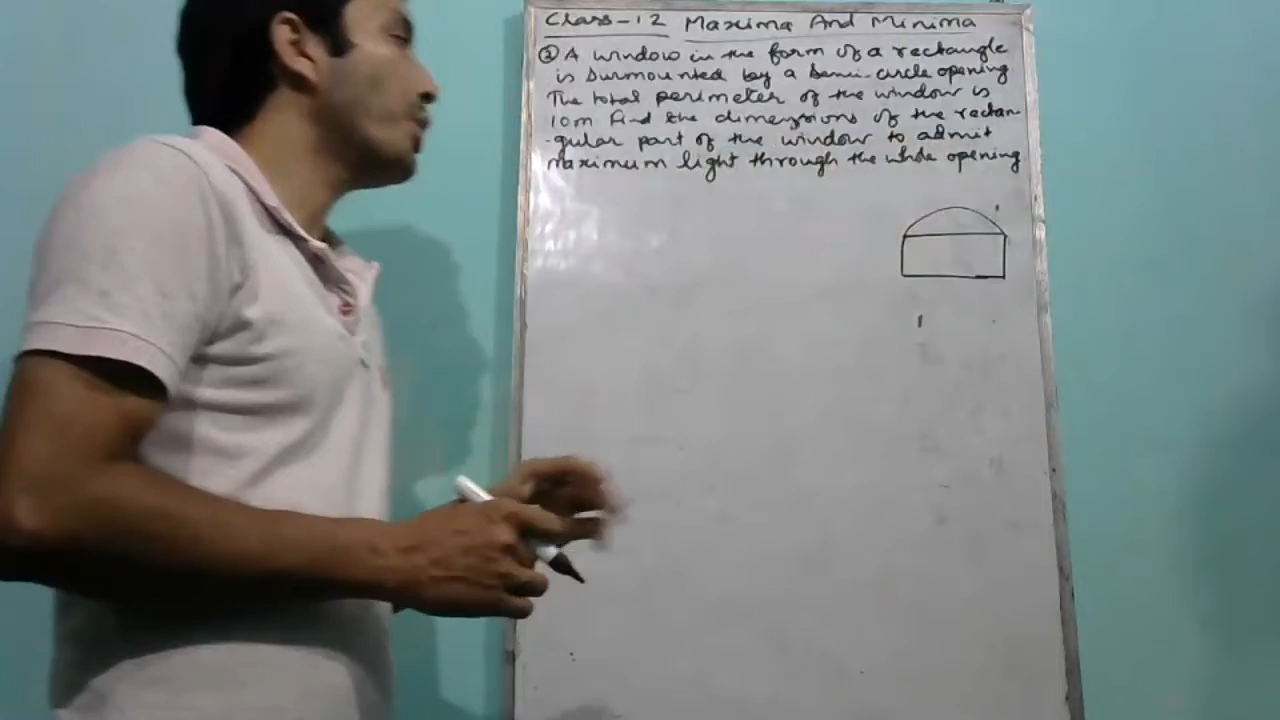 Class-12 Maxima And Minima
② A window in the form of a rectangle
is surmounted by a semi-circle opening
The total perimeter of the window is
10m Find the dimensions of the rectan-
-gular part of the window to admit
maximum light through the whole opening